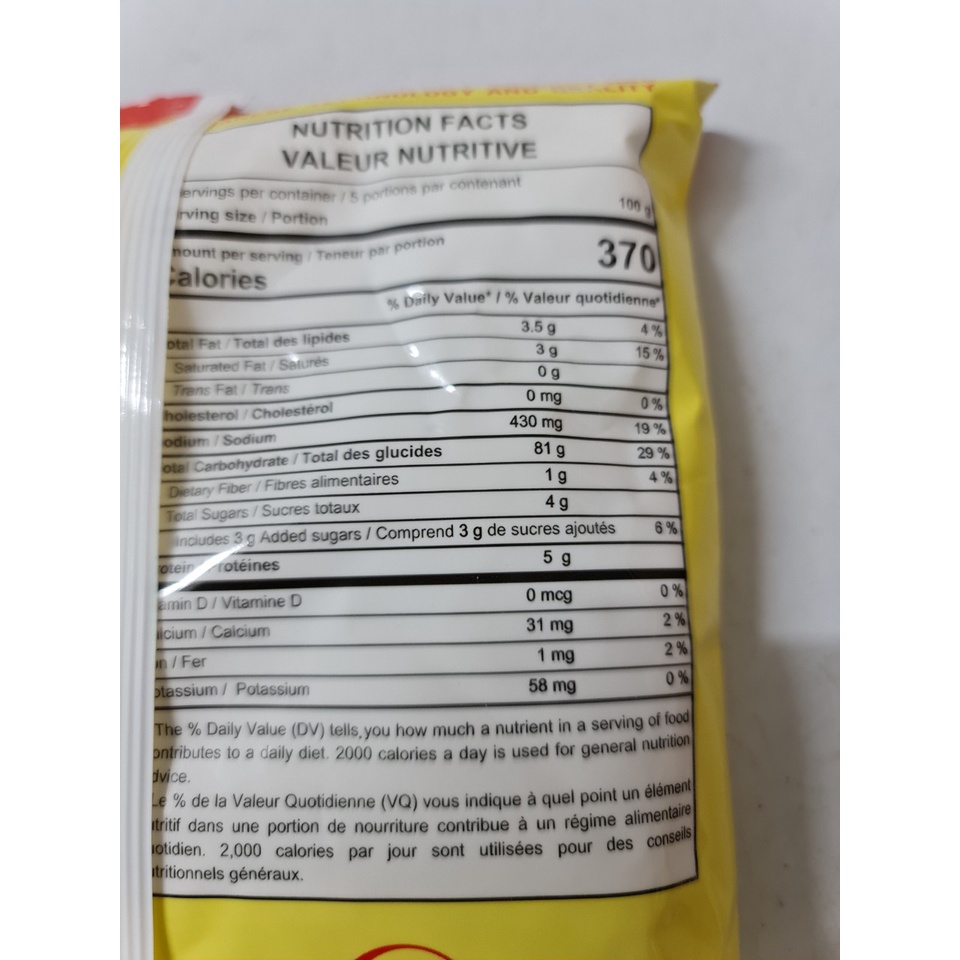 AND
NUTRITION FACTS
VALEUR NUTRITIVE
ervings per container / 5 portions par contenant
rving size / Portion 100 g
mount per serving / Teneur par portion
Calories 370
% Daily Value* / % Valeur quotidienne*
otal Fat / Total des lipides 3.5 g 4 %
Saturated Fat / Saturés 3 g 15 %
Trans Fat / Trans 0 g
holesterol / Cholestérol 0 mg 0 %
odium / Sodium 430 mg 19 %
otal Carbohydrate / Total des glucides 81 g 29 %
Dietary Fiber / Fibres alimentaires 1 g 4 %
Total Sugars / Sucres totaux 4 g
includes 3 g Added sugars / Comprend 3 g de sucres ajoutés 6 %
otein rotéines 5 g
amin D / Vitamine D 0 mcg 0 %
lcium / Calcium 31 mg 2 %
n / Fer 1 mg 2 %
otassium / Potassium 58 mg 0 %
The % Daily Value (DV) tells you how much a nutrient in a serving of food
ontributes to a daily diet. 2000 calories a day is used for general nutrition
dvice.
Le % de la Valeur Quotidienne (VQ) vous indique à quel point un élément
tritif dans une portion de nourriture contribue à un régime alimentaire
otidien. 2,000 calories par jour sont utilisées pour des conseils
tritionnels généraux.